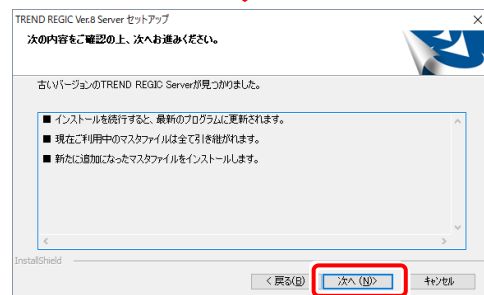 TREND REGIC Ver.8 Server セットアップ
次の内容をご確認の上、次へお進みください。
古いバージョンのTREND REGIC Serverが見つかりました。
■ インストールを続行すると、最新のプログラムに更新されます。
■ 現在ご利用中のマスタファイルは全て引き継がれます。
■ 新たに追加になったマスタファイルをインストールします。
InstallShield
< 戻る(B)
次へ (N)>
キャンセル